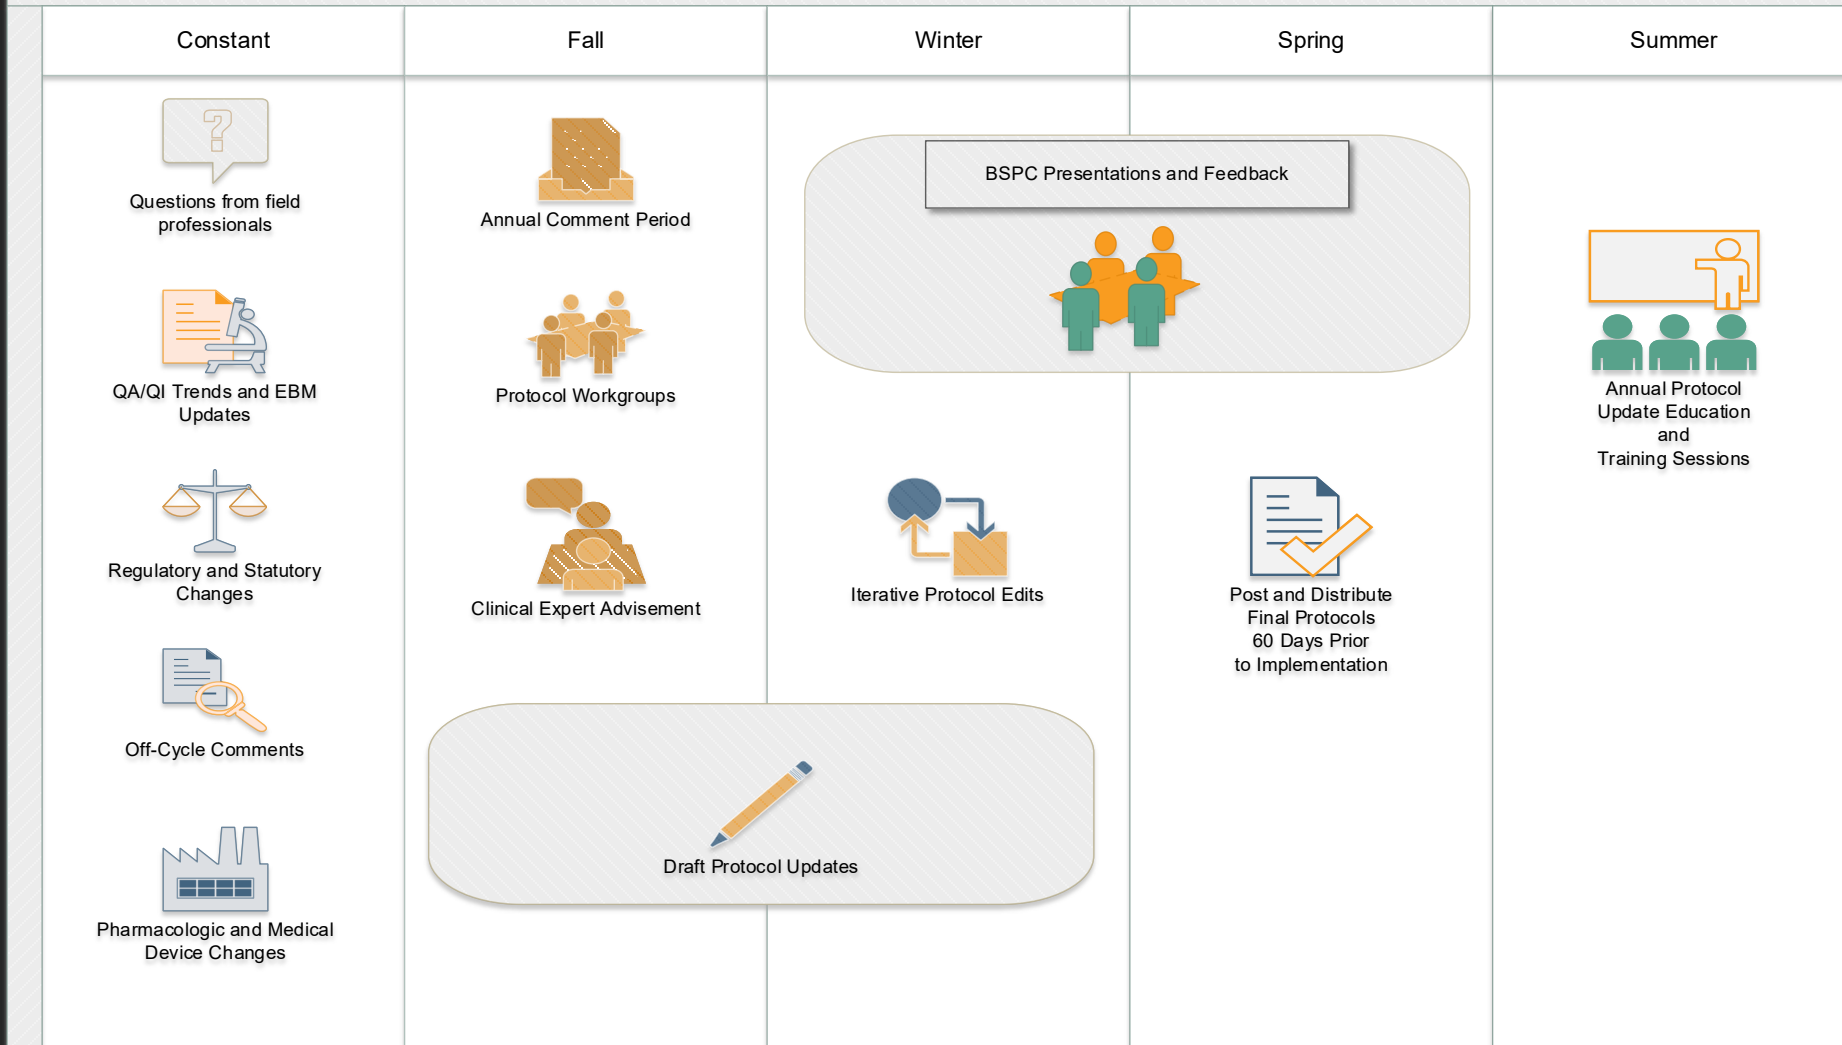 Constant
Fall
Winter
Spring
Summer
?
Questions from field
professionals
QA/QI Trends and EBM
Updates
Regulatory and Statutory
Changes
Off-Cycle Comments
Pharmacologic and Medical
Device Changes
Annual Comment Period
Protocol Workgroups
Clinical Expert Advisement
Draft Protocol Updates
BSPC Presentations and Feedback
Iterative Protocol Edits
Post and Distribute
Final Protocols
60 Days Prior
to Implementation
Annual Protocol
Update Education
and
Training Sessions